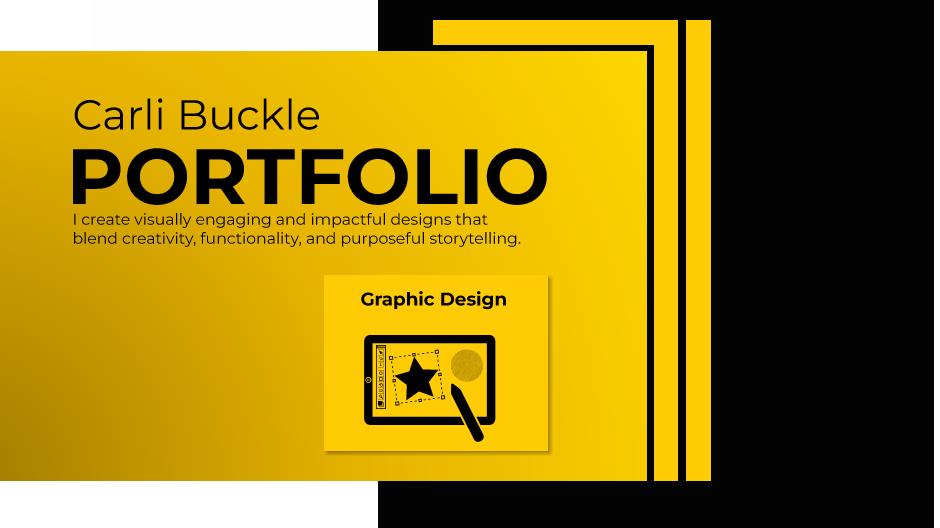 Carli Buckle
PORTFOLIO
I create visually engaging and impactful designs that
blend creativity, functionality, and purposeful storytelling.
Graphic Design